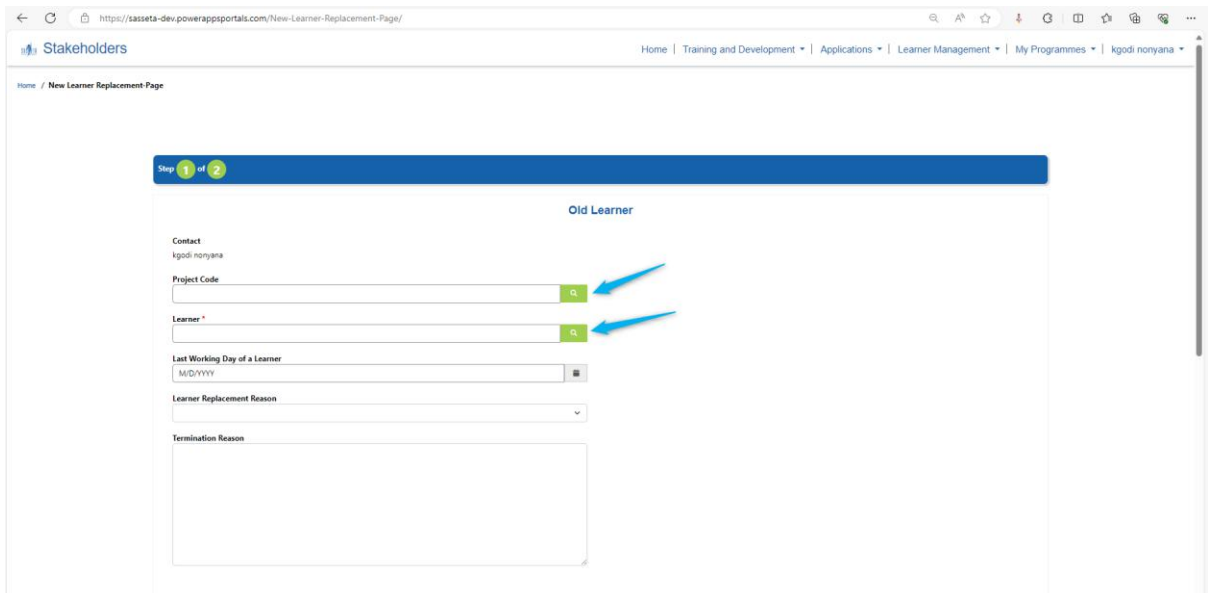 https://sasseta-dev.powerappsportals.com/New-Learner-Replacement-Page/
Stakeholders
Home | Training and Development | Applications | Learner Management | My Programmes | kgodi nonyana
Home / New Learner Replacement-Page
Step 1 of 2
Old Learner
Contact
kgodi nonyana
Project Code
Learner *
Last Working Day of a Learner
M/D/YYYY
Learner Replacement Reason
Termination Reason